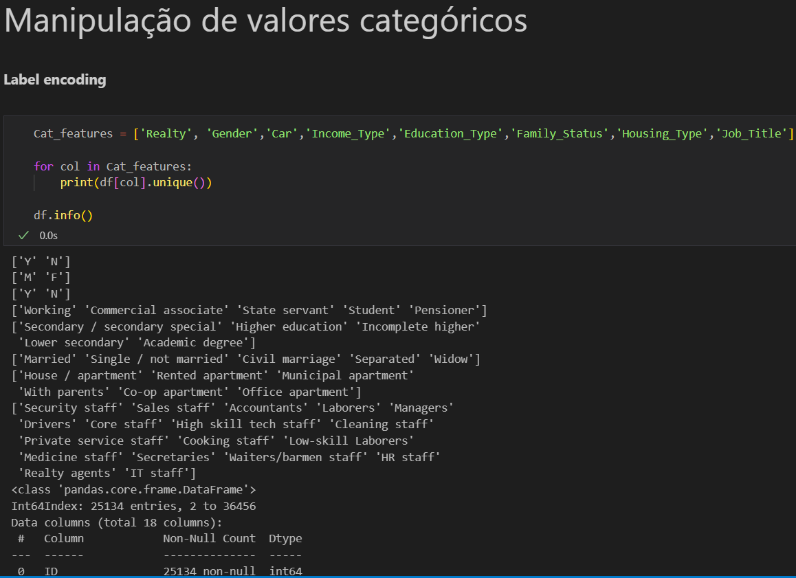 Manipulação de valores categóricos
Label encoding
Cat_features = ['Realty', 'Gender','Car','Income_Type','Education_Type','Family_Status','Housing_Type','Job_Title']
for col in Cat_features:
    print(df[col].unique())
df.info()
0.0s
['Y' 'N']
['M' 'F']
['Y' 'N']
['Working' 'Commercial associate' 'State servant' 'Student' 'Pensioner']
['Secondary / secondary special' 'Higher education' 'Incomplete higher'
 'Lower secondary' 'Academic degree']
['Married' 'Single / not married' 'Civil marriage' 'Separated' 'Widow']
['House / apartment' 'Rented apartment' 'Municipal apartment'
 'With parents' 'Co-op apartment' 'Office apartment']
['Security staff' 'Sales staff' 'Accountants' 'Laborers' 'Managers'
 'Drivers' 'Core staff' 'High skill tech staff' 'Cleaning staff'
 'Private service staff' 'Cooking staff' 'Low-skill Laborers'
 'Medicine staff' 'Secretaries' 'Waiters/barmen staff' 'HR staff'
 'Realty agents' 'IT staff']
<class 'pandas.core.frame.DataFrame'>
Int64Index: 25134 entries, 2 to 36456
Data columns (total 18 columns):
 #   Column           Non-Null Count  Dtype
---  ------           --------------  -----
 0   ID               25134 non-null  int64